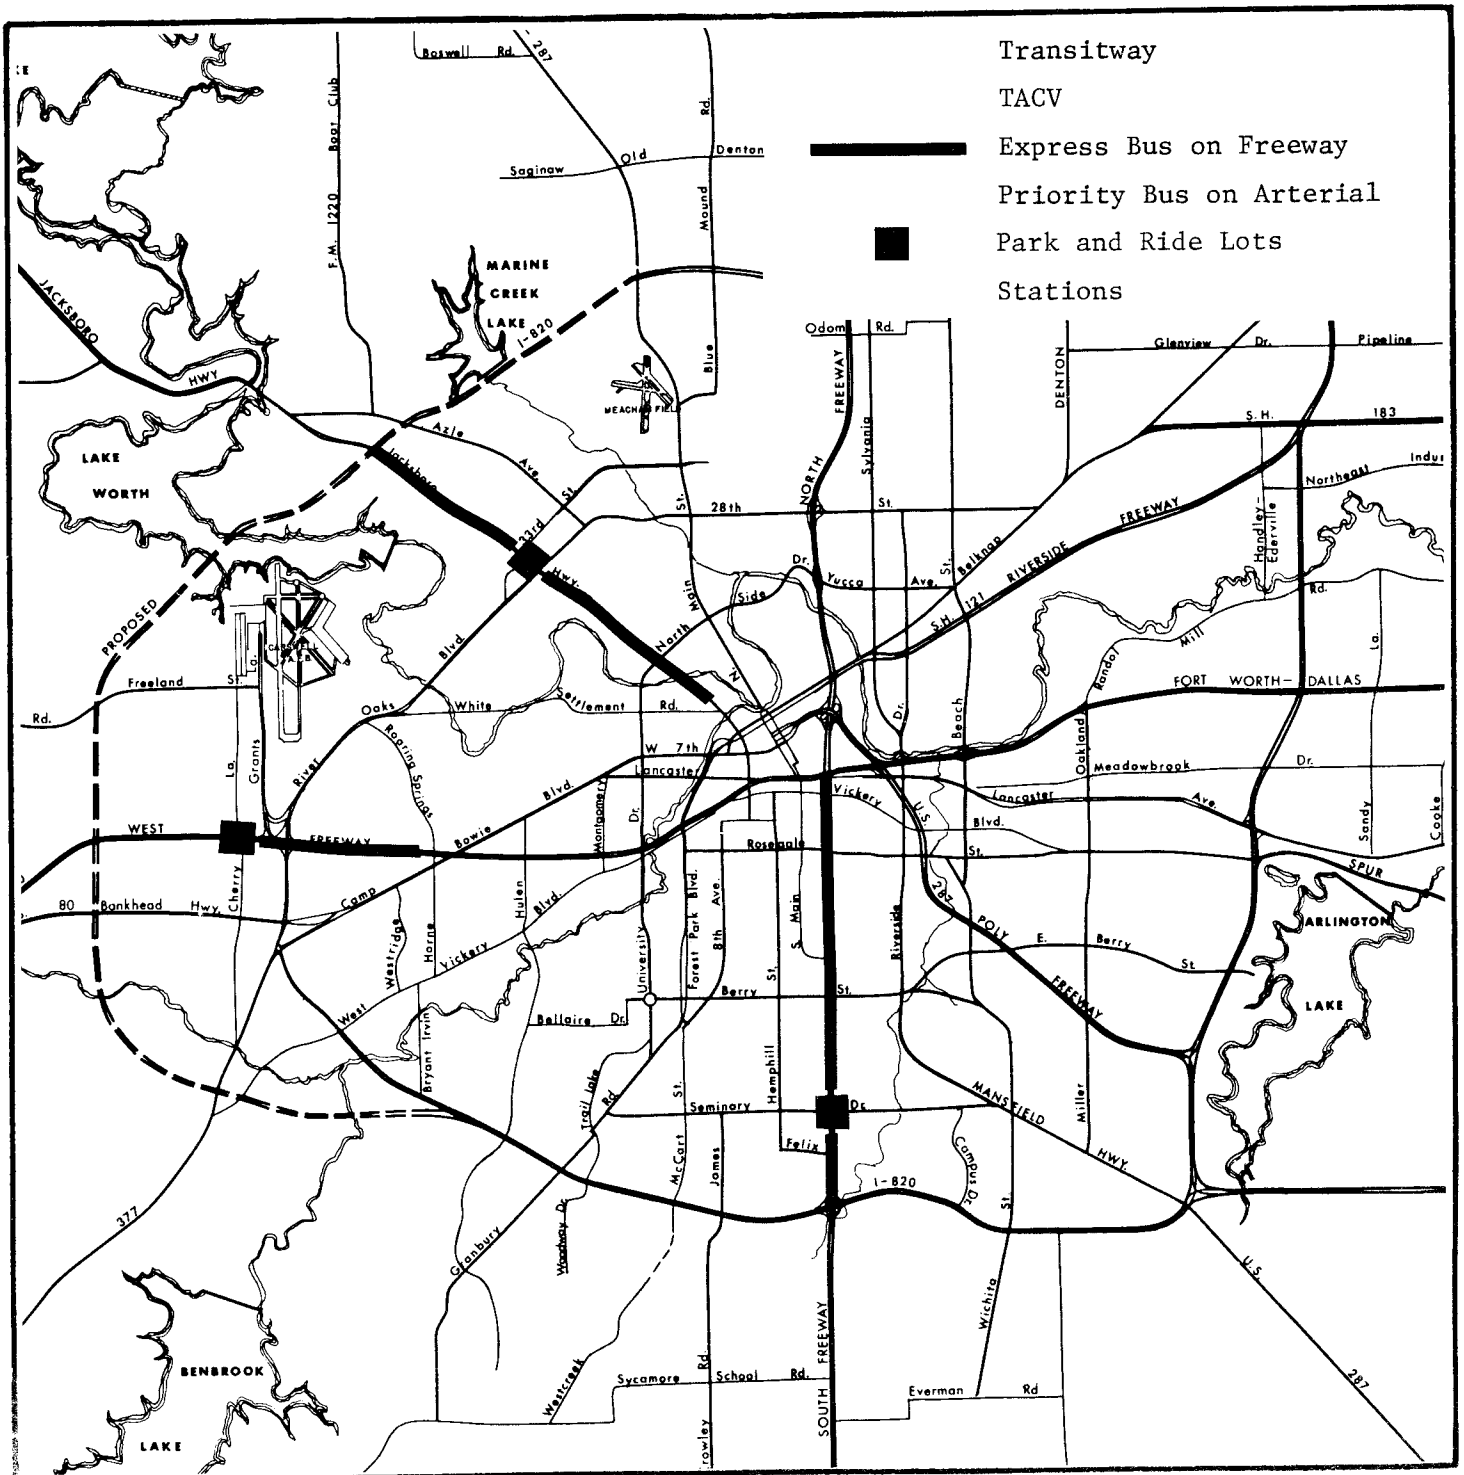 Transitway
TACV
Express Bus on Freeway
Priority Bus on Arterial
Park and Ride Lots
Stations
KE
Boswell Rd.
287
F.M. 1220 Boat Club
Rd.
Saginaw
Old
Denton
Mound
Blue
MARINE
CREEK
LAKE
I-820
JACKSBORO
HWY
MEACHAM FIELD
Odom Rd.
FREEWAY
NORTH
Sylvania
DENTON
Glenview Dr.
Pipeline
S.H. 183
LAKE
WORTH
Azle
Ave.
Jacksboro
Hwy.
33rd
St.
St.
28th
St.
FREEWAY
RIVERSIDE
Handley-
Ederville
Northeast
Indus
Rd.
PROPOSED
CARSWELL
A.F.B.
Dr.
Yucca Ave.
St.
Belknap
S.H. 121
Side
North
Main
N.
Randol
Mill
La.
Blvd.
Freeland St.
Rd.
Oaks
White
Settlement
Rd.
Roaring Springs
River
La.
Grants
La.
FORT WORTH-DALLAS
Dr.
Beach
Oakland
W 7th
Lancaster
Blvd.
Montgomery
Dr.
Vickery
U.S.
287
Meadowbrook Dr.
Lancaster
Ave.
Blvd.
Sandy
Cooke
WEST
FREEWAY
Bowie
Rosedale
St.
SPUR
80 Bankhead Hwy.
Cherry
Camp
Westridge
Horne
Hulen
Blvd.
Vickery
West
University
Forest Park Blvd.
8th Ave.
S. Main
St.
Riverside
POLY
FREEWAY
E. Berry
St.
ARLINGTON
LAKE
Bryant Irvin
Bellaire Dr.
Berry
St.
Trail Lake
Rd.
St.
Seminary
Dr.
Hemphill
Felix
McCart
James
MANSFIELD
HWY.
Miller
Campus Dr.
St.
I-820
377
Granbury
Woodway Dr.
Wichita
U.S.
287
BENBROOK
LAKE
Westcreek
Sycamore School Rd.
Rd.
Crowley
SOUTH FREEWAY
Everman Rd